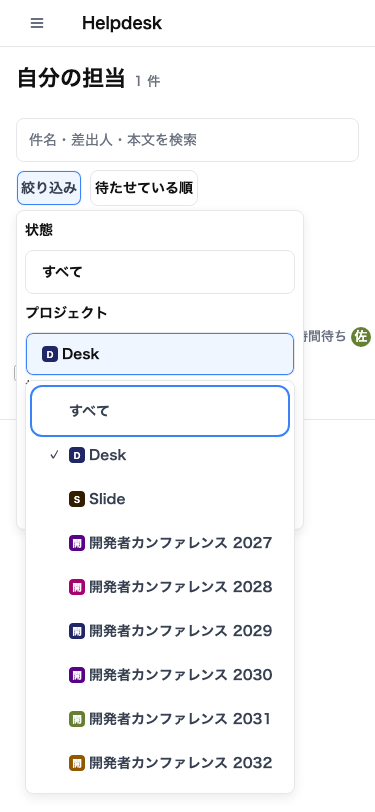 Helpdesk
自分の担当 1 件
件名・差出人・本文を検索
絞り込み 待たせている順
状態
すべて
プロジェクト
D Desk
時間待ち 佐
すべて
✓ D Desk
S Slide
開 開発者カンファレンス 2027
開 開発者カンファレンス 2028
開 開発者カンファレンス 2029
開 開発者カンファレンス 2030
開 開発者カンファレンス 2031
開 開発者カンファレンス 2032